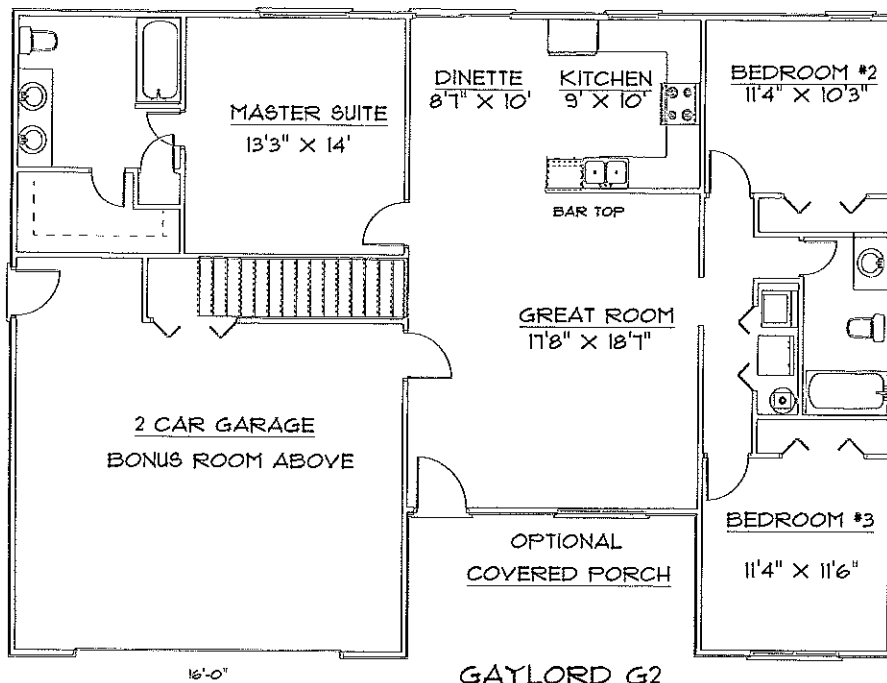 DINETTE
8'7" X 10'
KITCHEN
9' X 10'
BEDROOM #2
11'4" X 10'3"
MASTER SUITE
13'3" X 14'
BAR TOP
GREAT ROOM
17'8" X 18'7"
2 CAR GARAGE
BONUS ROOM ABOVE
BEDROOM #3
11'4" X 11'6"
OPTIONAL
COVERED PORCH
16'-0"
GAYLORD G2